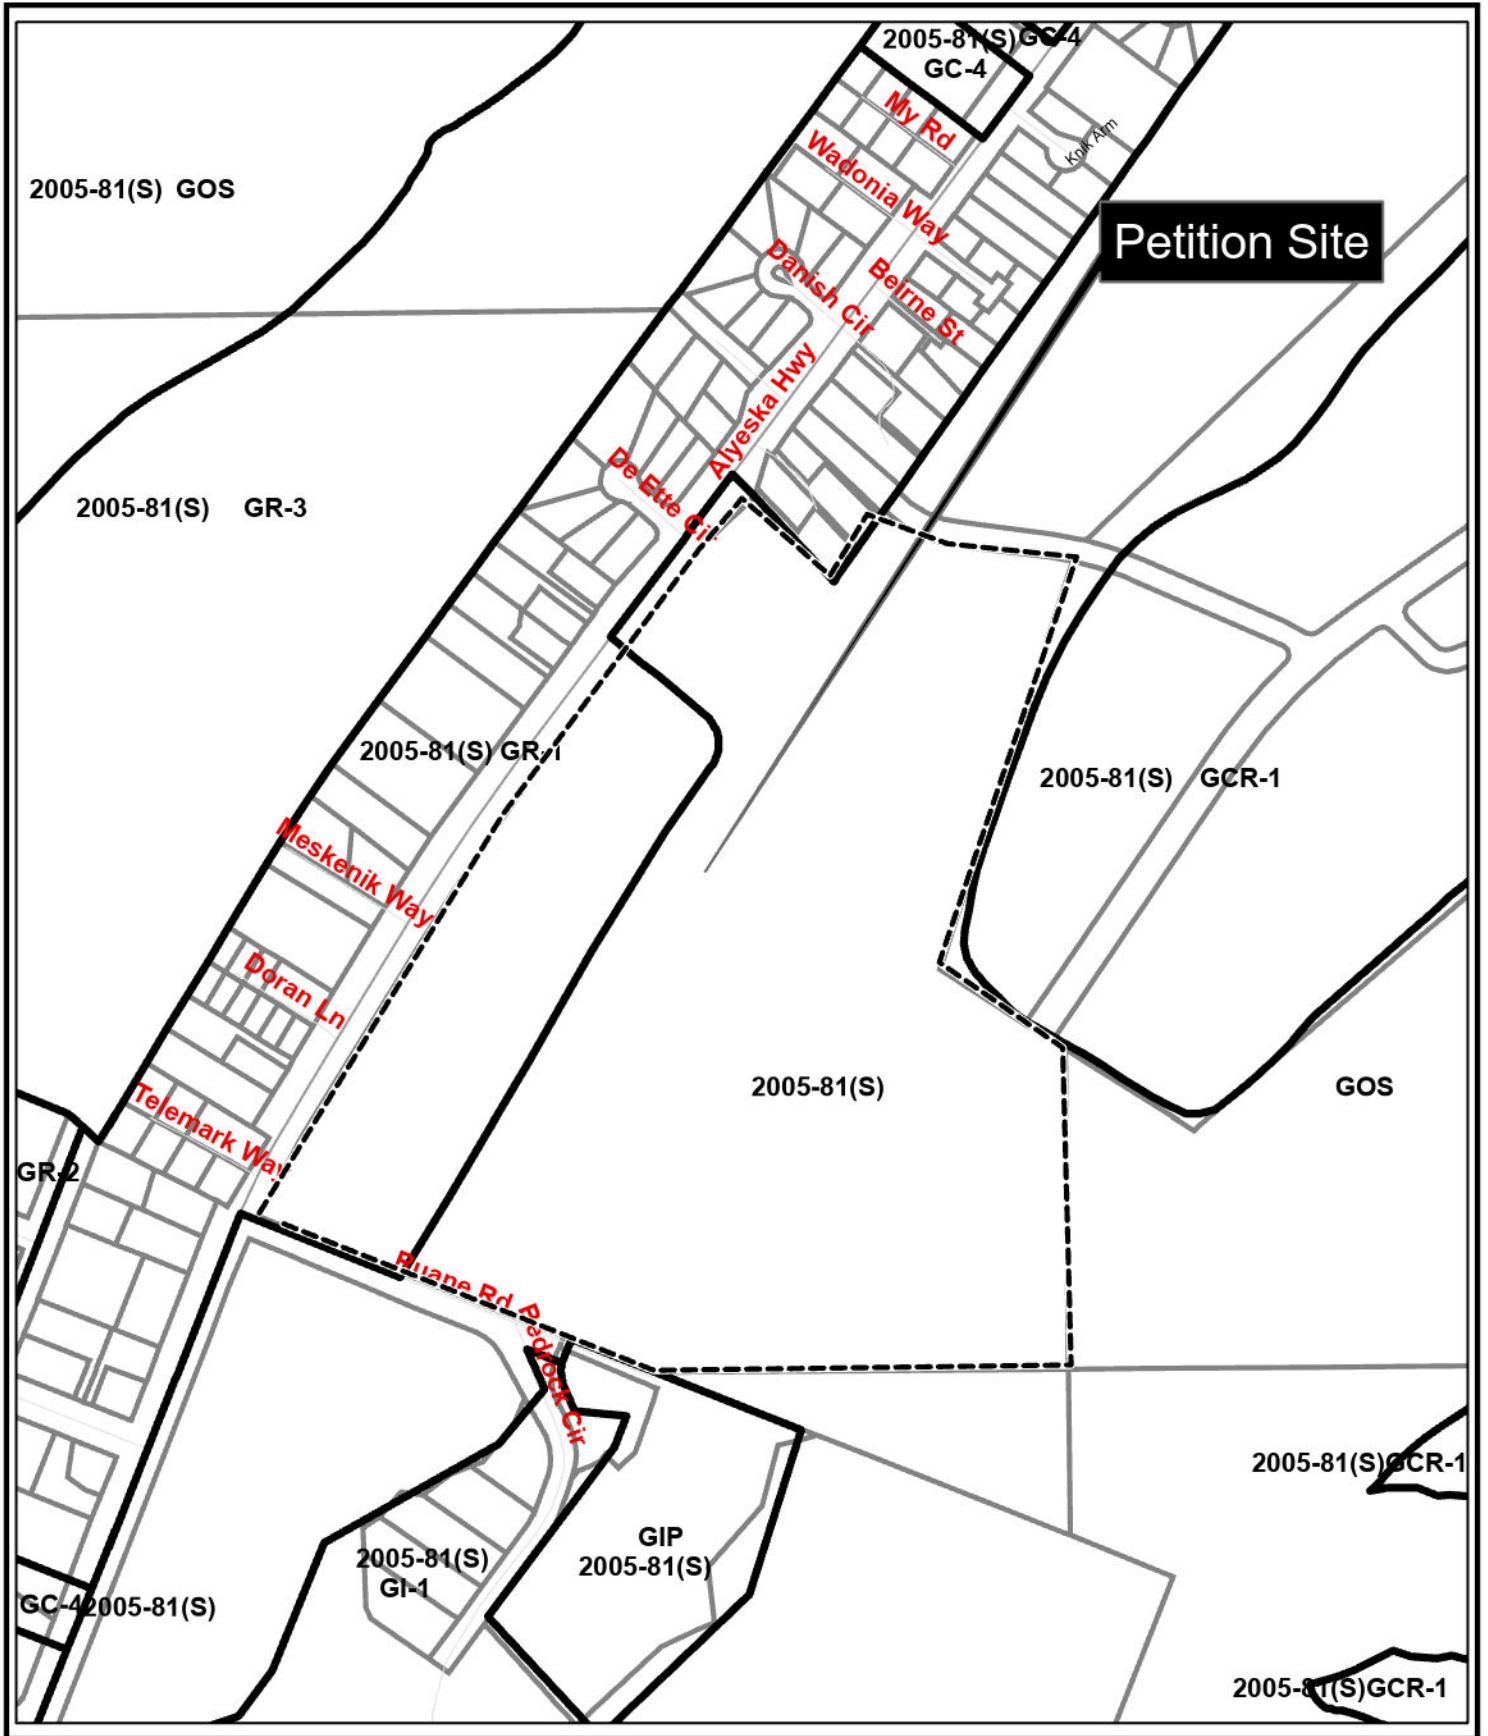 2005-81(S) GC-4
GC-4
My Rd
Knik Arm
Wadonia Way
2005-81(S) GOS
Petition Site
Danish Cir
Beirne St
Alyeska Hwy
De Ette Cir
2005-81(S) GR-3
2005-81(S) GR-1
2005-81(S) GCR-1
Meskenik Way
Doran Ln
2005-81(S)
GOS
Telemark Way
GR-2
Ruane Rd
Pedrock Cir
2005-81(S)GCR-1
GIP
2005-81(S)
2005-81(S)
GI-1
GC-4 2005-81(S)
2005-81(S)GCR-1